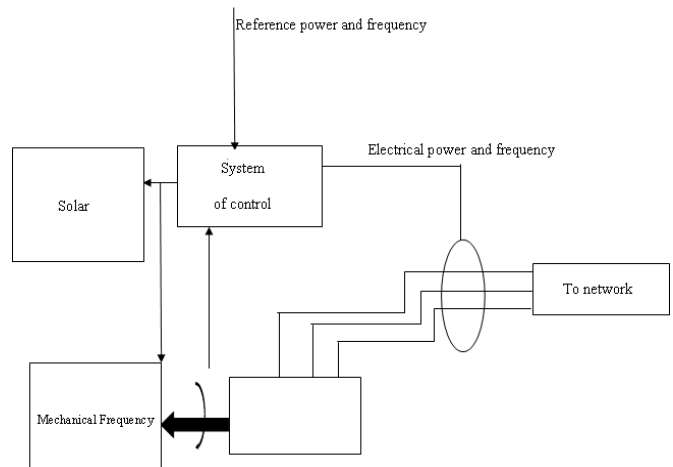 Reference power and frequency
Electrical power and frequency
System
of control
Solar
To network
Mechanical Frequency